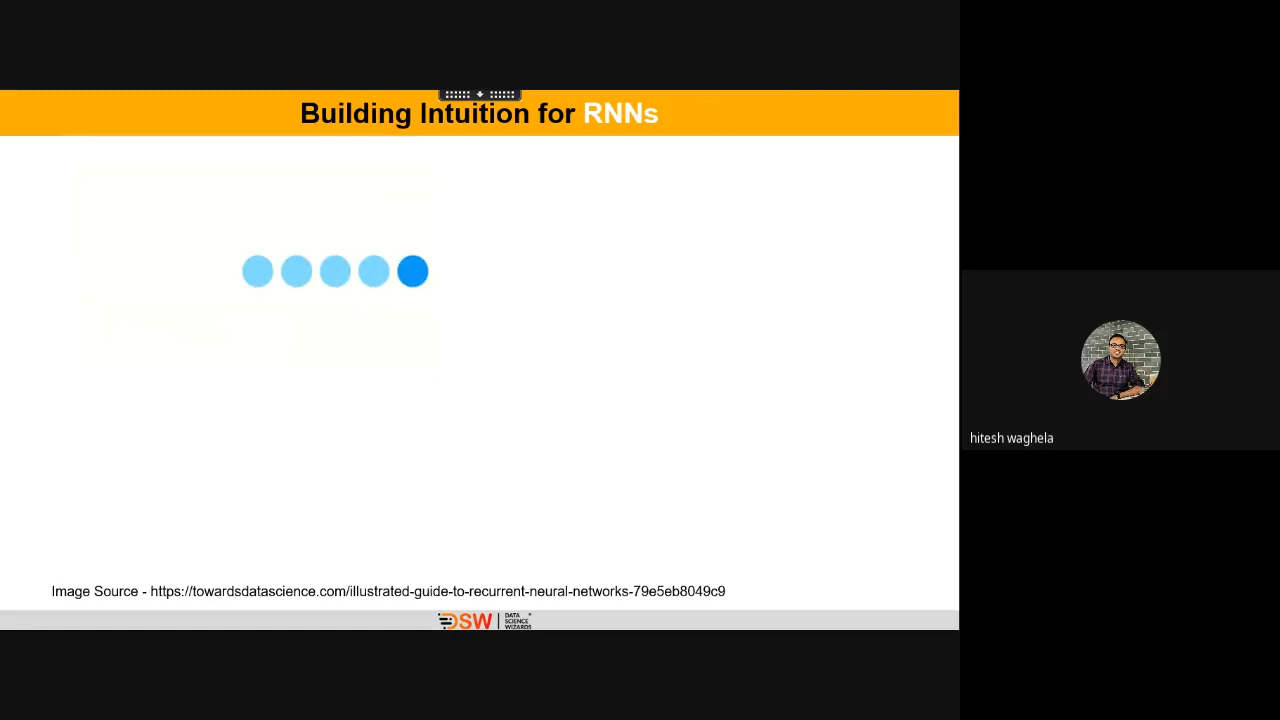 Building Intuition for RNNs
hitesh waghela
Image Source - https://towardsdatascience.com/illustrated-guide-to-recurrent-neural-networks-79e5eb8049c9
DSW
DATA
SCIENCE
WIZARDS